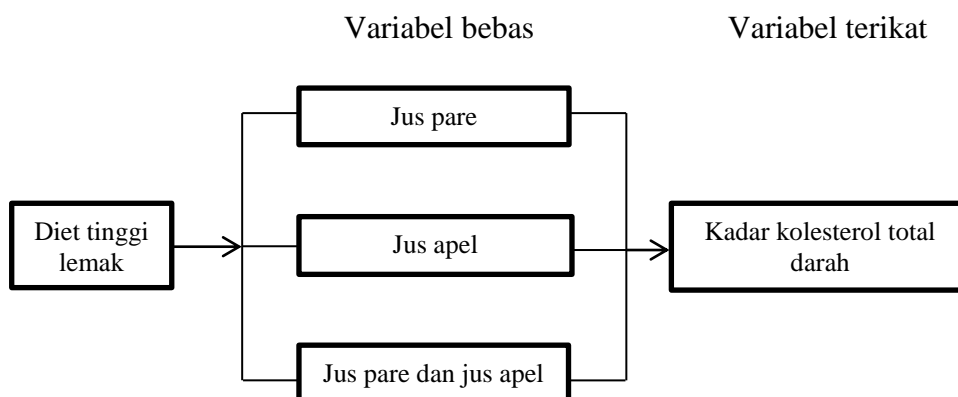 Variabel bebas
Variabel terikat
Jus pare
Diet tinggi
lemak
Jus apel
Kadar kolesterol total
darah
Jus pare dan jus apel